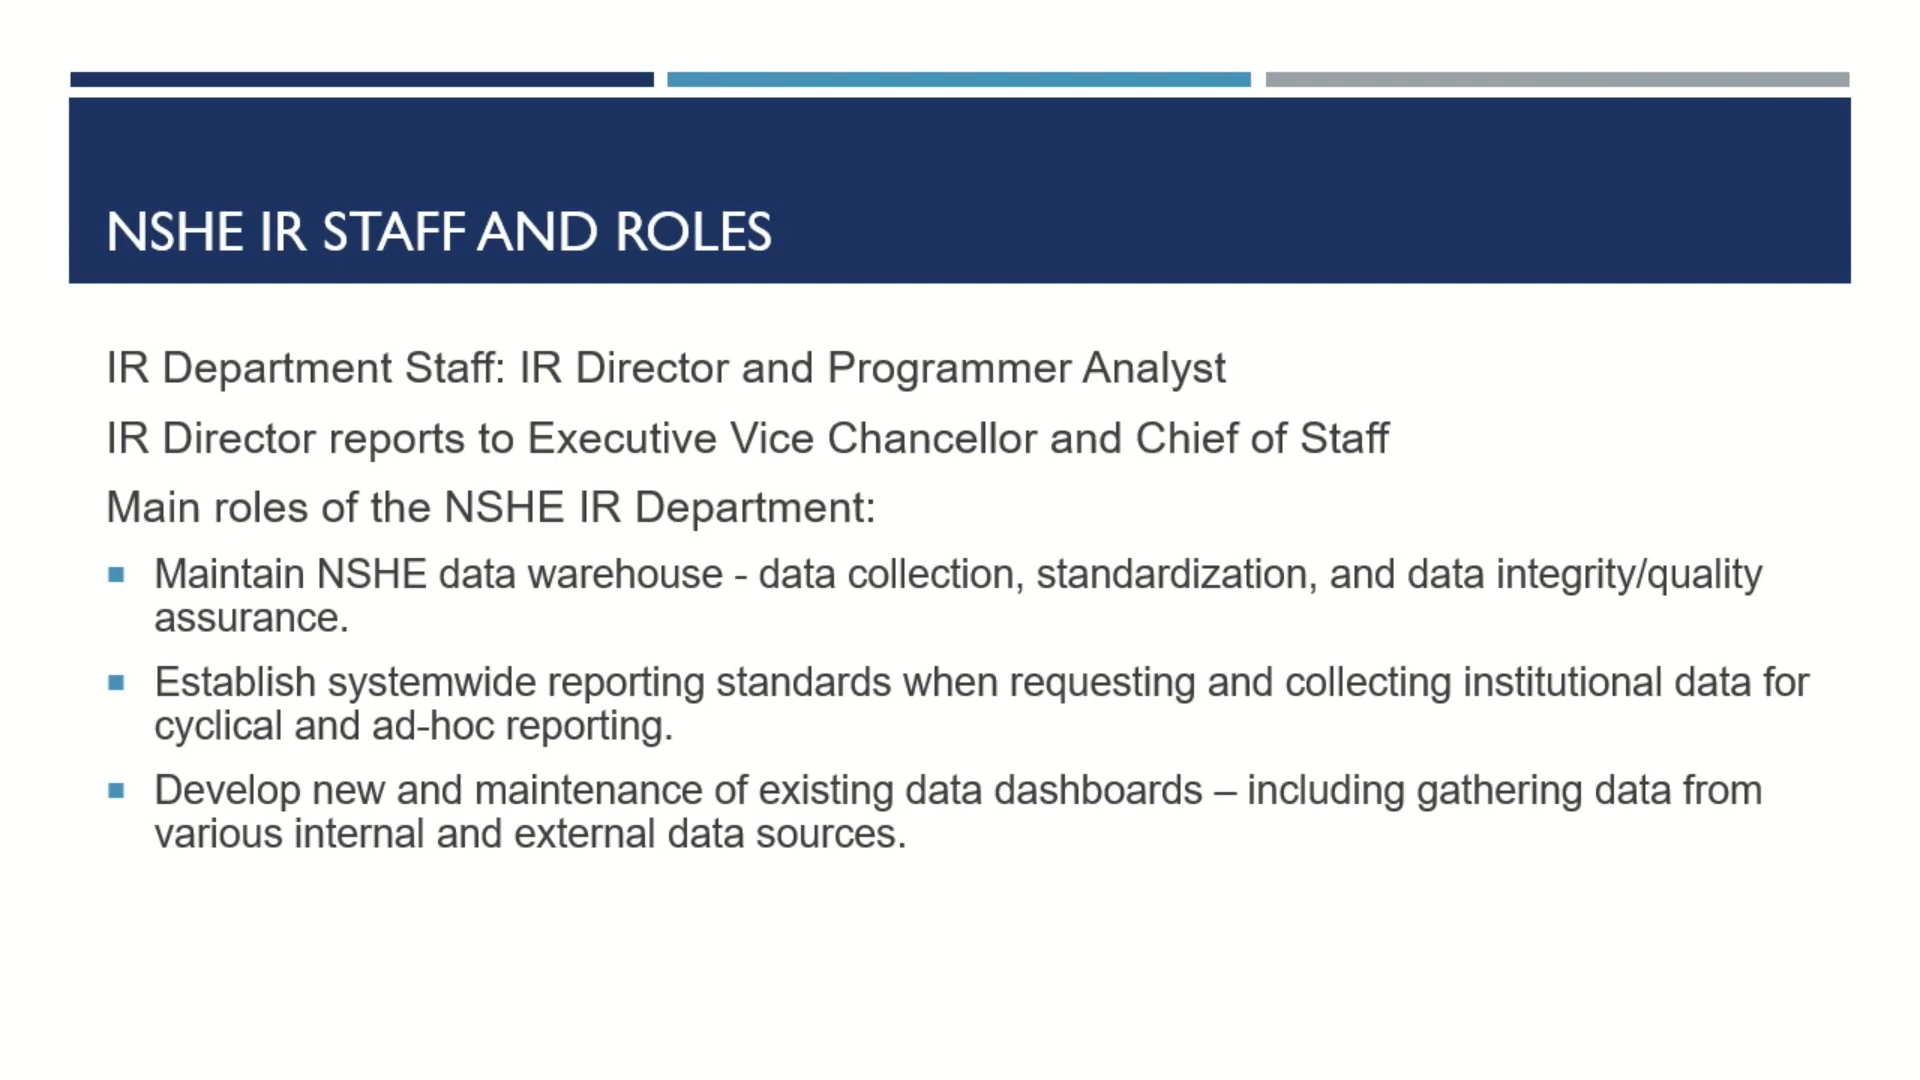 NSHE IR STAFF AND ROLES
IR Department Staff: IR Director and Programmer Analyst
IR Director reports to Executive Vice Chancellor and Chief of Staff
Main roles of the NSHE IR Department:
Maintain NSHE data warehouse - data collection, standardization, and data integrity/quality
assurance.
Establish systemwide reporting standards when requesting and collecting institutional data for
cyclical and ad-hoc reporting.
Develop new and maintenance of existing data dashboards – including gathering data from
various internal and external data sources.